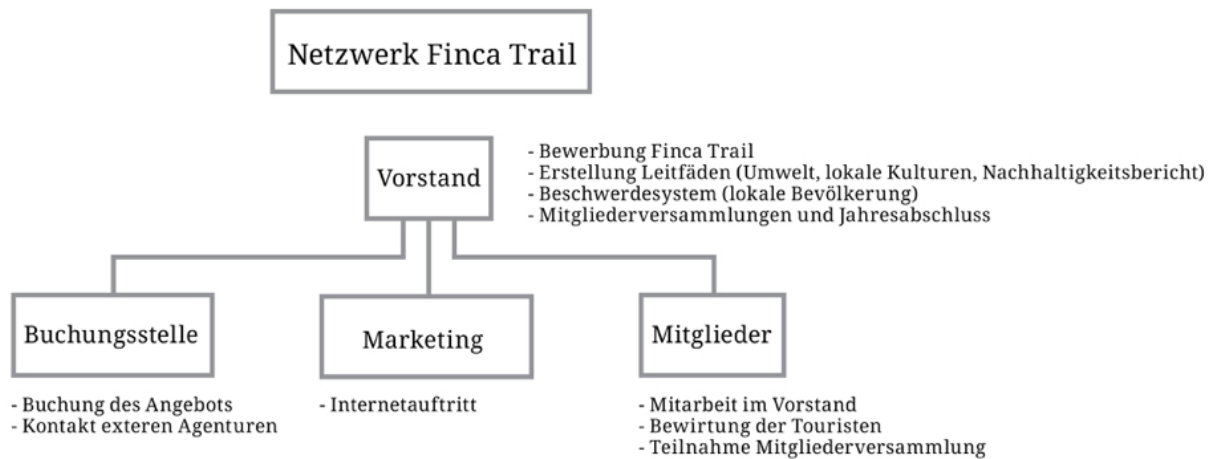 Netzwerk Finca Trail
Vorstand
- Bewerbung Finca Trail
- Erstellung Leitfäden (Umwelt, lokale Kulturen, Nachhaltigkeitsbericht)
- Beschwerdesystem (lokale Bevölkerung)
- Mitgliederversammlungen und Jahresabschluss
Buchungsstelle
- Buchung des Angebots
- Kontakt exteren Agenturen
Marketing
- Internetauftritt
Mitglieder
- Mitarbeit im Vorstand
- Bewirtung der Touristen
- Teilnahme Mitgliederversammlung